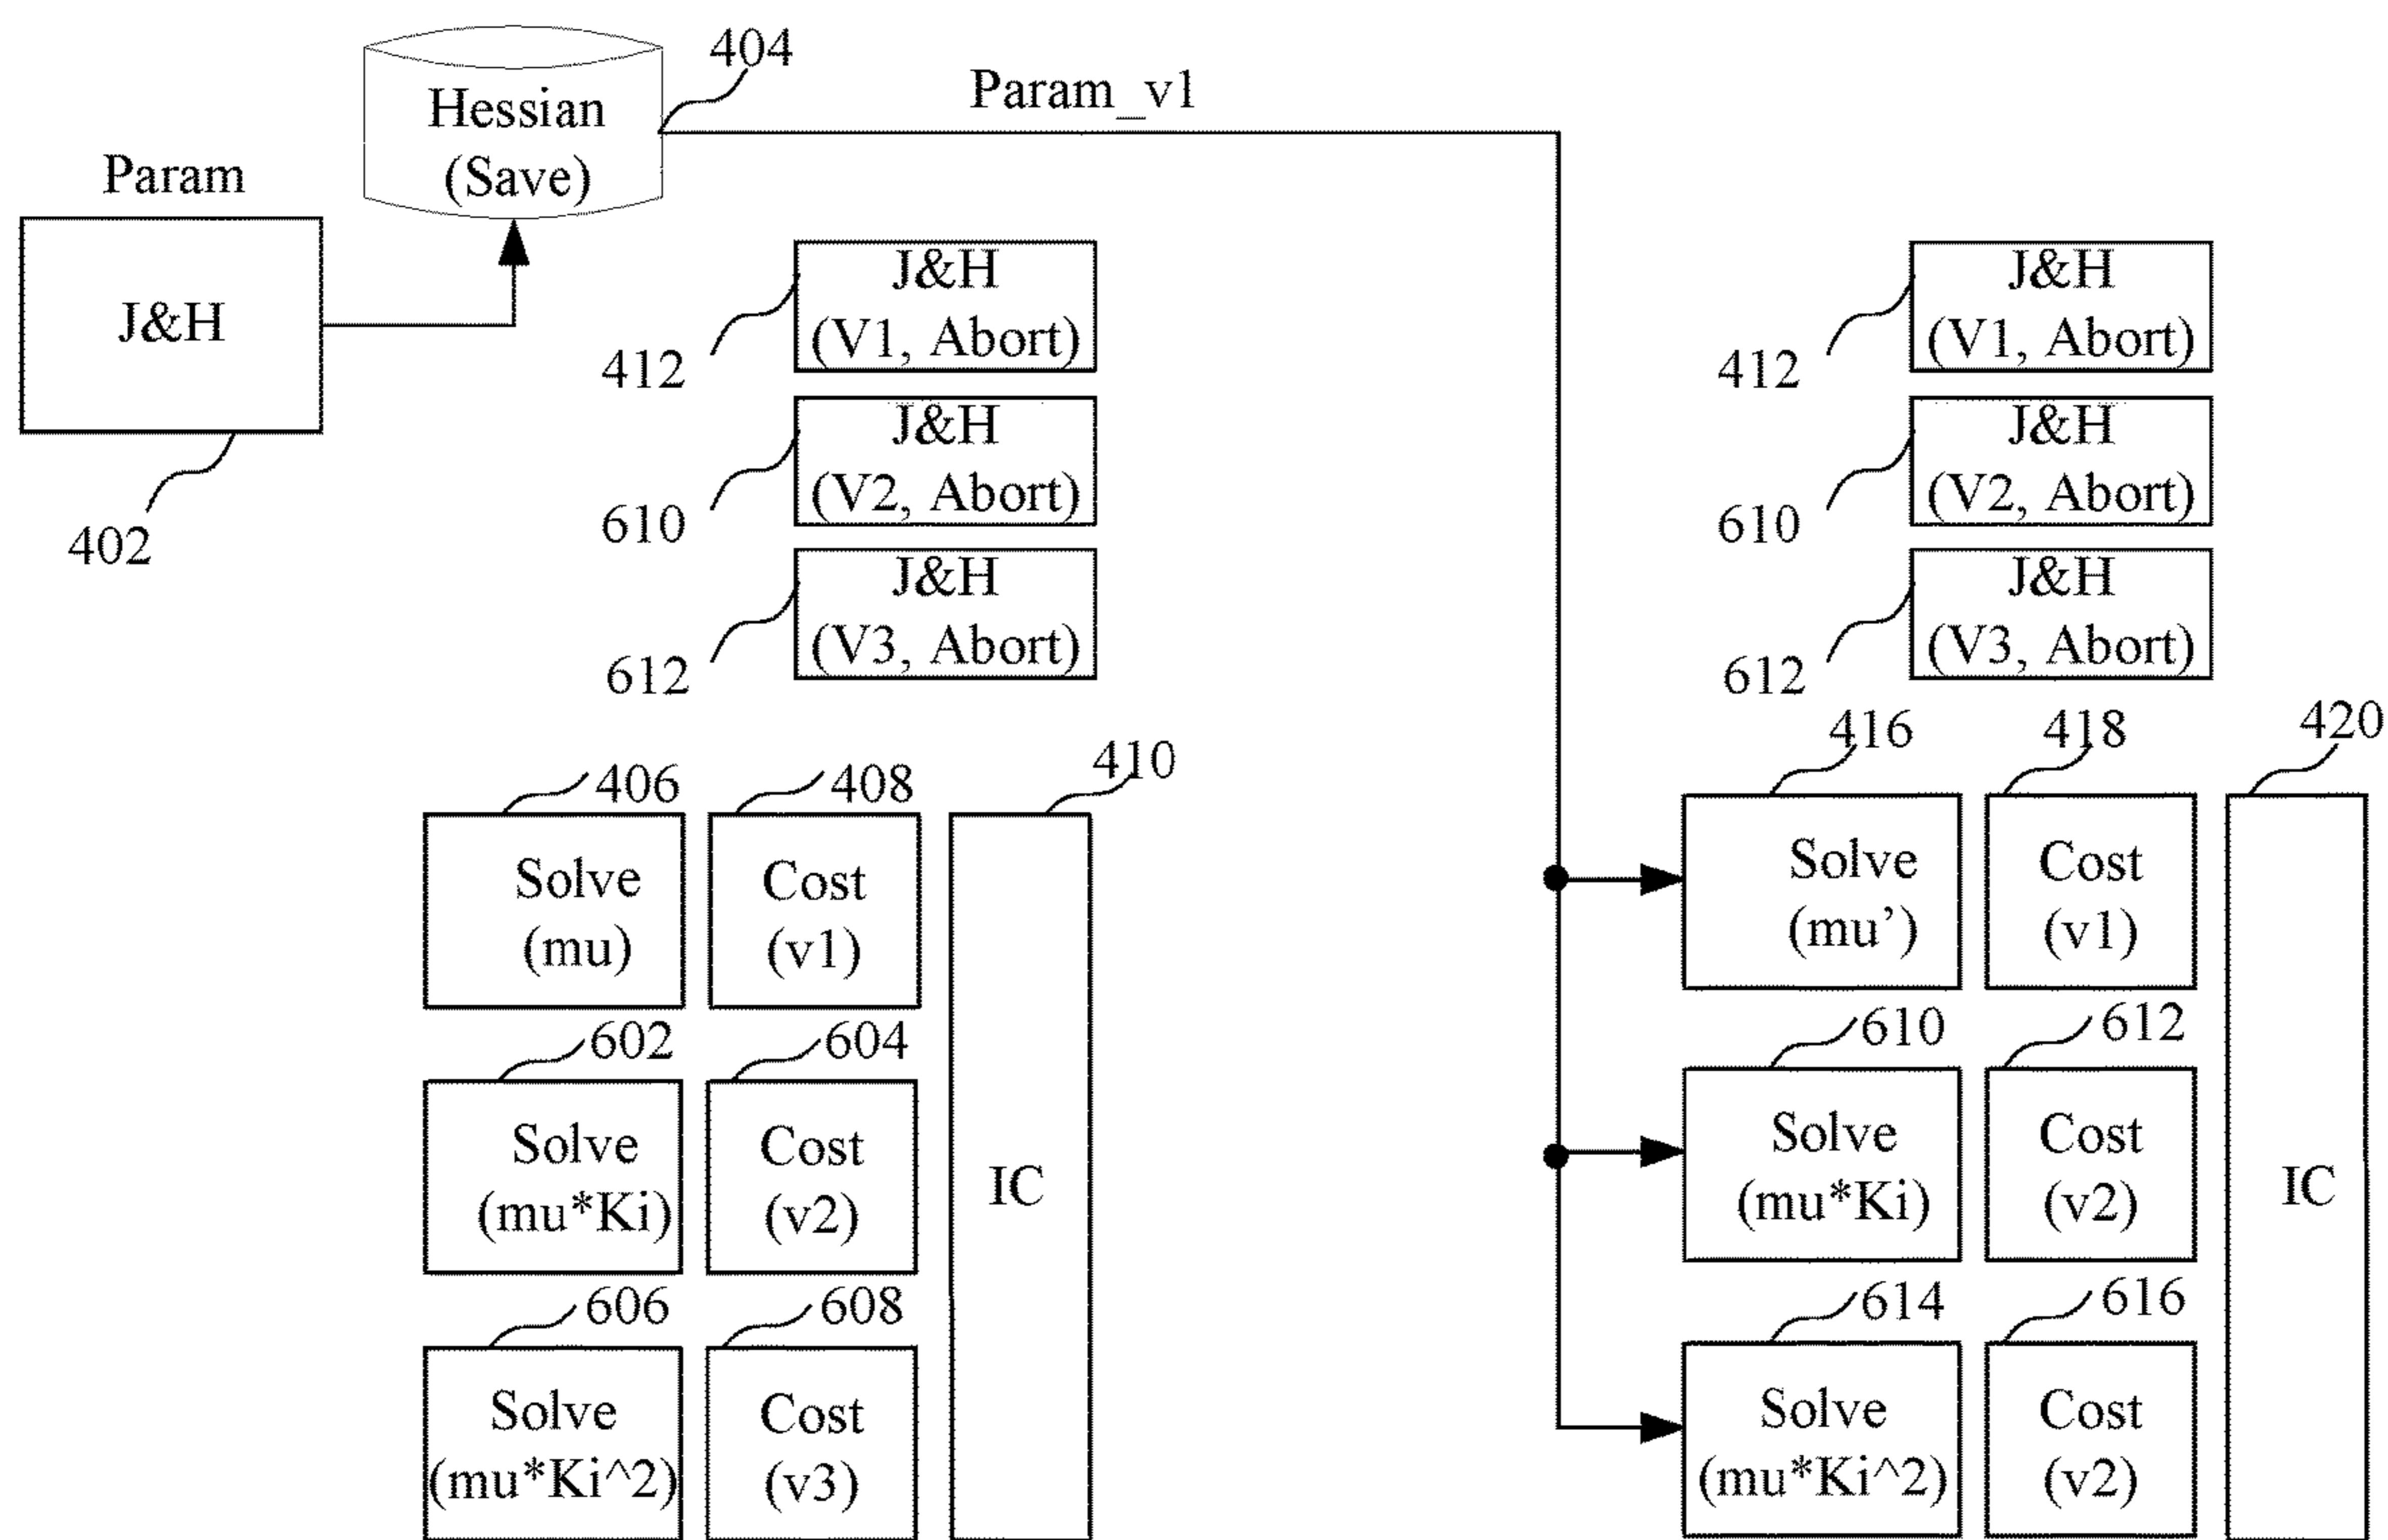 404
Param_v1
Hessian
(Save)
Param
J&H
402
J&H
(V1, Abort)
412
J&H
(V2, Abort)
610
J&H
(V3, Abort)
612
J&H
(V1, Abort)
412
J&H
(V2, Abort)
610
J&H
(V3, Abort)
612
406
408
410
Solve
(mu)
Cost
(v1)
602
604
Solve
(mu*Ki)
Cost
(v2)
IC
606
608
Solve
(mu*Ki^2)
Cost
(v3)
416
418
420
Solve
(mu’)
Cost
(v1)
610
612
Solve
(mu*Ki)
Cost
(v2)
IC
614
616
Solve
(mu*Ki^2)
Cost
(v2)